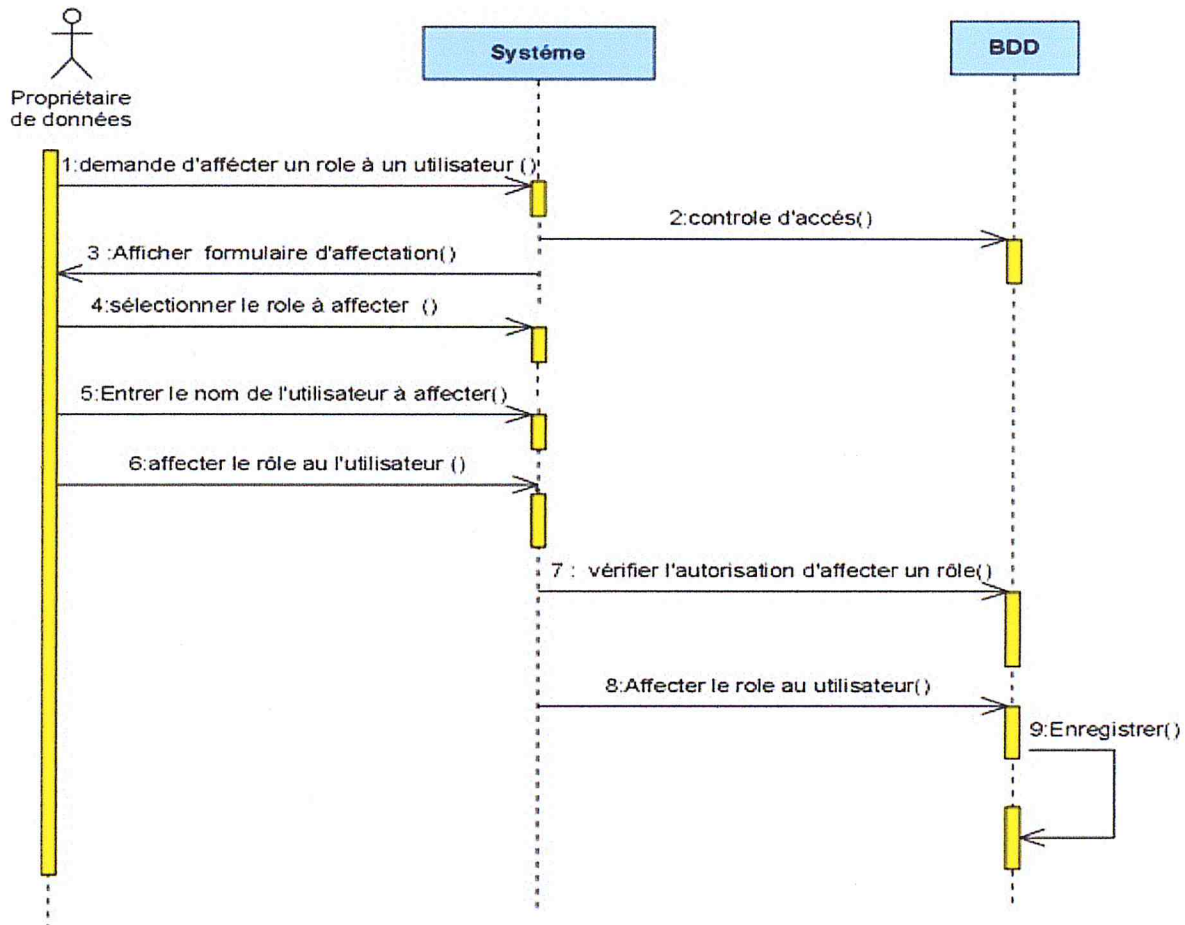 Systéme
BDD
Propriétaire
de données
1:demande d'afécter un role à un utilisateur ()
2:controle d'accés()
3 :Afficher formulaire d'affectation()
4:sélectionner le role à affecter ()
5:Entrer le nom de l'utilisateur à affecter()
6:affecter le rôle au l'utilisateur ()
7 : vérifier l'autorisation d'affecter un rôle()
8:Affecter le role au utilisateur()
9:Enregistrer()